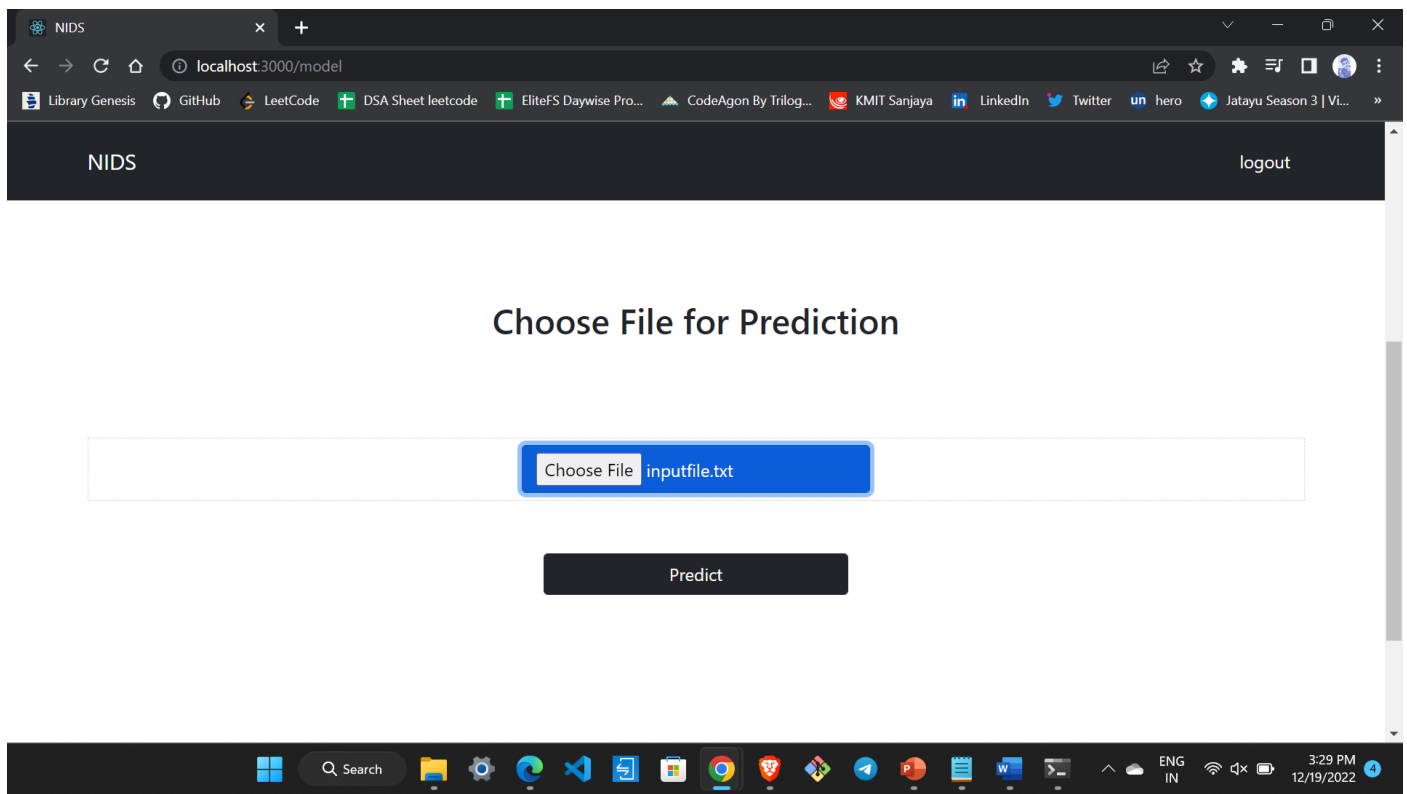 NIDS
localhost:3000/model
Library Genesis GitHub LeetCode DSA Sheet leetcode EliteFS Daywise Pro... CodeAgon By Trilog... KMIT Sanjaya in LinkedIn Twitter un hero Jatayu Season 3 | Vi... »
NIDS logout
Choose File for Prediction
Choose File inputfile.txt
Predict
Search ENG IN 3:29 PM 12/19/2022 4